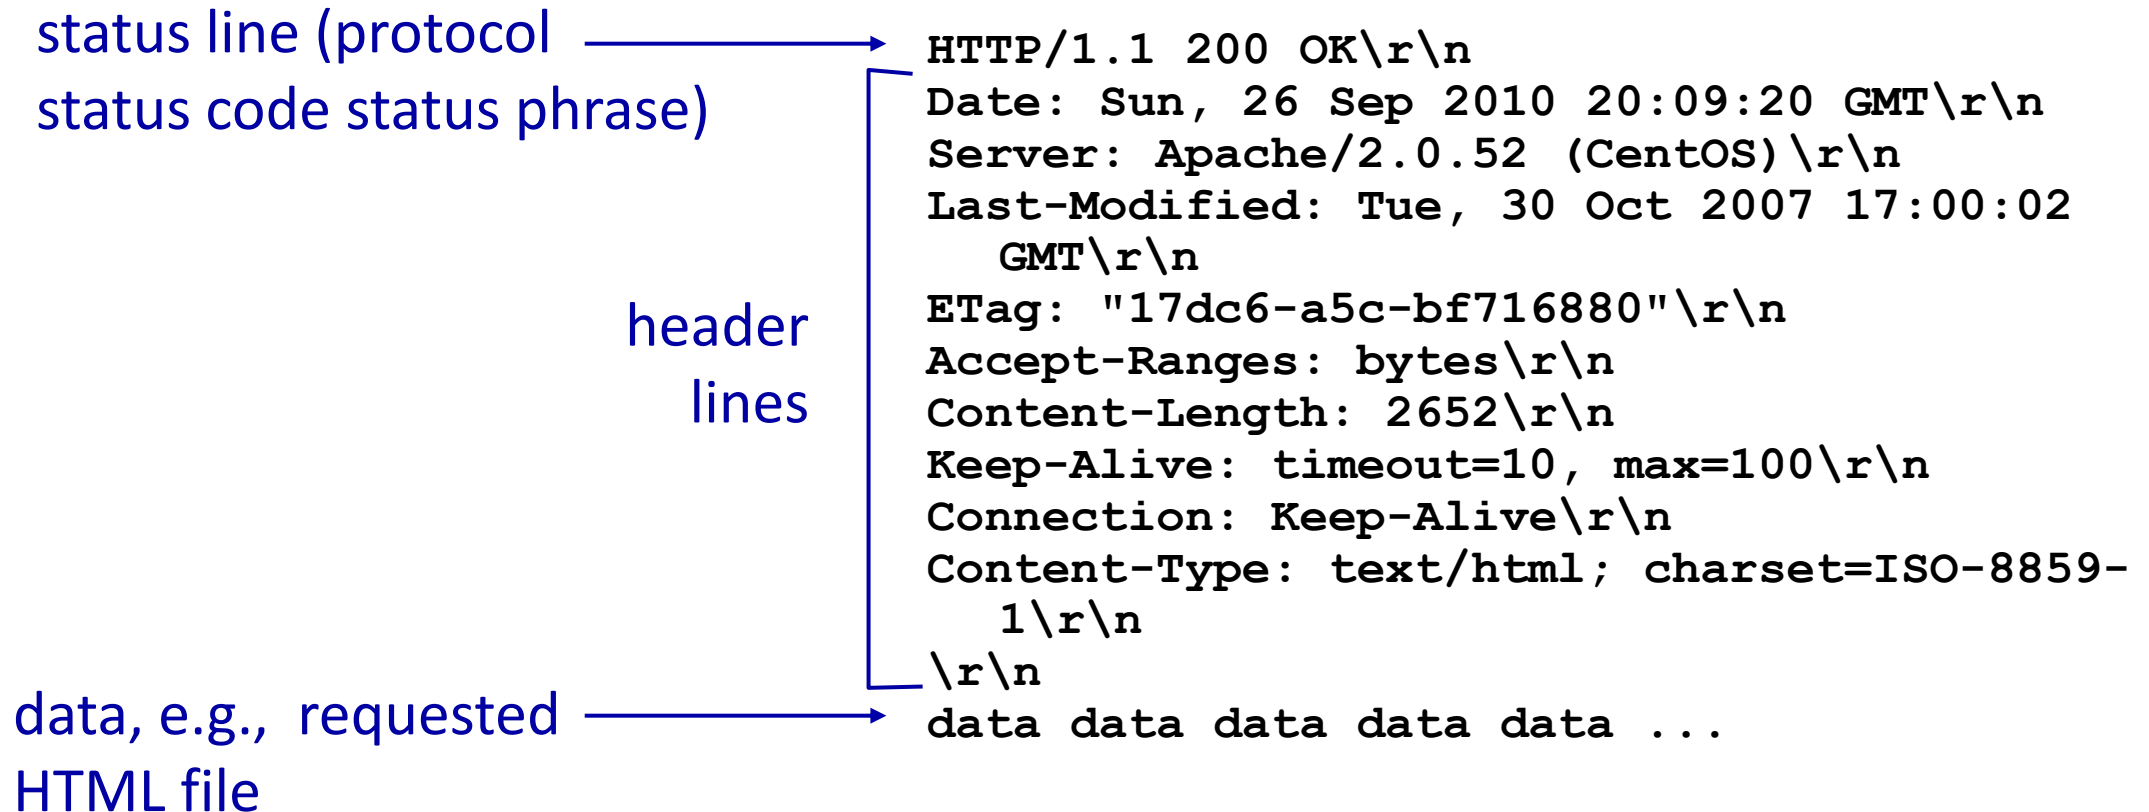 status line (protocol
status code status phrase)
header
lines
data, e.g., requested
HTML file
HTTP/1.1 200 OK\r\n
Date: Sun, 26 Sep 2010 20:09:20 GMT\r\n
Server: Apache/2.0.52 (CentOS)\r\n
Last-Modified: Tue, 30 Oct 2007 17:00:02
GMT\r\n
ETag: "17dc6-a5c-bf716880"\r\n
Accept-Ranges: bytes\r\n
Content-Length: 2652\r\n
Keep-Alive: timeout=10, max=100\r\n
Connection: Keep-Alive\r\n
Content-Type: text/html; charset=ISO-8859-
1\r\n
\r\n
data data data data data ...